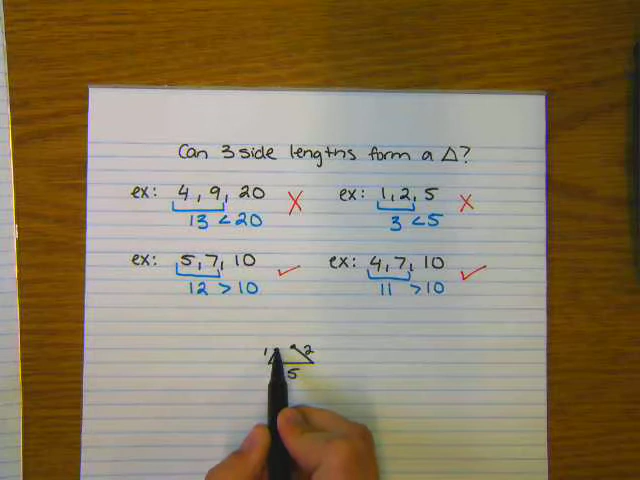 Can 3 side lengths form a △?
ex: 4, 9, 20 X
13 < 20
ex: 1, 2, 5 X
3 < 5
ex: 5, 7, 10 ✓
12 > 10
ex: 4, 7, 10 ✓
11 > 10
1 2
5